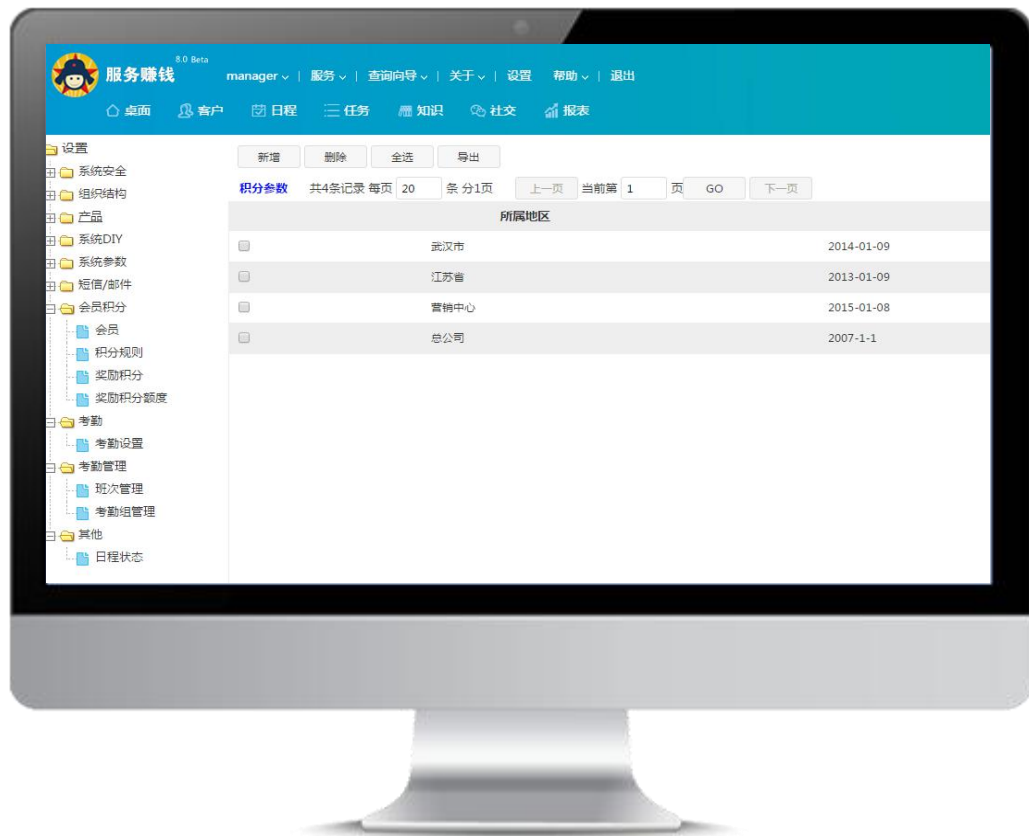 8.0 Beta
服务赚钱 manager | 服务 | 查询向导 | 关于 | 设置 帮助 | 退出
桌面 客户 日程 任务 知识 社交 报表
设置
系统安全
组织结构
产品
系统DIY
系统参数
短信/邮件
会员积分
会员
积分规则
奖励积分
奖励积分额度
考勤
考勤设置
考勤管理
班次管理
考勤组管理
其他
日程状态
新增 删除 全选 导出
积分参数 共4条记录 每页 20 条 分1页 上一页 当前第 1 页 GO 下一页
所属地区
武汉市 2014-01-09
江苏省 2013-01-09
营销中心 2015-01-08
总公司 2007-1-1